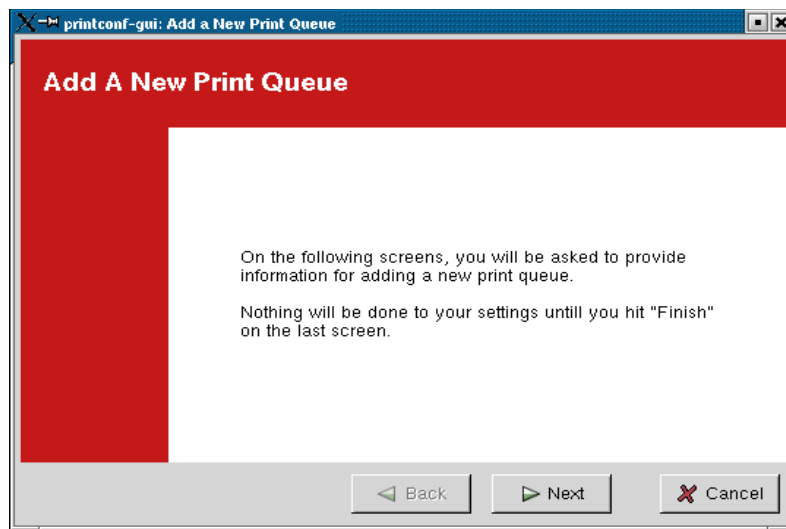 printconf-gui: Add a New Print Queue
Add A New Print Queue
On the following screens, you will be asked to provide
information for adding a new print queue.
Nothing will be done to your settings untill you hit "Finish"
on the last screen.
Back
Next
Cancel